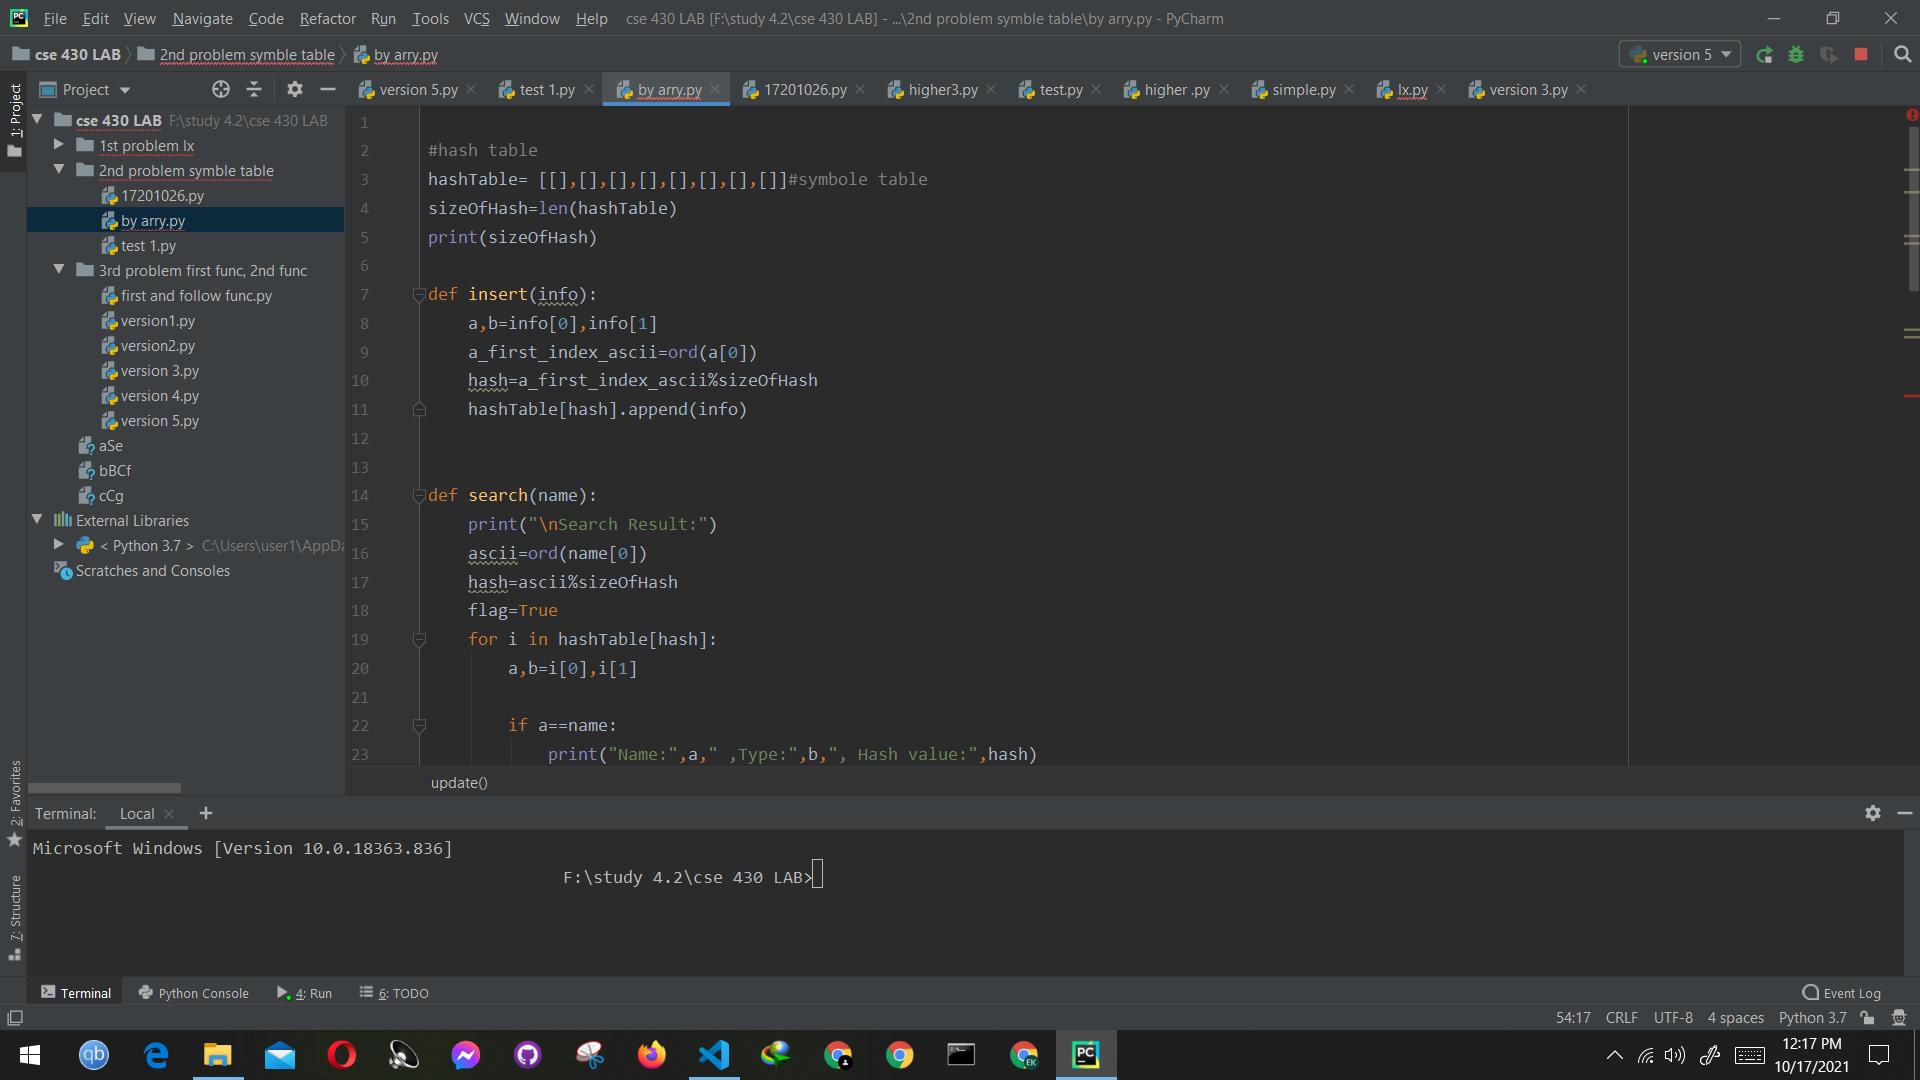 File Edit View Navigate Code Refactor Run Tools VCS Window Help cse 430 LAB [F:\study 4.2\cse 430 LAB] - ...\2nd problem symble table\by arry.py - PyCharm
cse 430 LAB 2nd problem symble table by arry.py version 5
Project version 5.py test 1.py by arry.py 17201026.py higher3.py test.py higher .py simple.py lx.py version 3.py
1: Project
cse 430 LAB F:\study 4.2\cse 430 LAB
1st problem lx
2nd problem symble table
17201026.py
by arry.py
test 1.py
3rd problem first func, 2nd func
first and follow func.py
version1.py
version2.py
version 3.py
version 4.py
version 5.py
aSe
bBCf
cCg
External Libraries
< Python 3.7 > C:\Users\user1\AppDa
Scratches and Consoles
2: Favorites
7: Structure
1
2 #hash table
3 hashTable= [[],[],[],[],[],[],[],[]]#symbole table
4 sizeOfHash=len(hashTable)
5 print(sizeOfHash)
6
7 def insert(info):
8 a,b=info[0],info[1]
9 a_first_index_ascii=ord(a[0])
10 hash=a_first_index_ascii%sizeOfHash
11 hashTable[hash].append(info)
12
13
14 def search(name):
15 print("\nSearch Result:")
16 ascii=ord(name[0])
17 hash=ascii%sizeOfHash
18 flag=True
19 for i in hashTable[hash]:
20 a,b=i[0],i[1]
21
22 if a==name:
23 print("Name:",a," ,Type:",b,", Hash value:",hash)
update()
Terminal: Local +
Microsoft Windows [Version 10.0.18363.836]
F:\study 4.2\cse 430 LAB>
Terminal Python Console 4: Run 6: TODO Event Log
54:17 CRLF UTF-8 4 spaces Python 3.7
qb EK PC 12:17 PM
10/17/2021